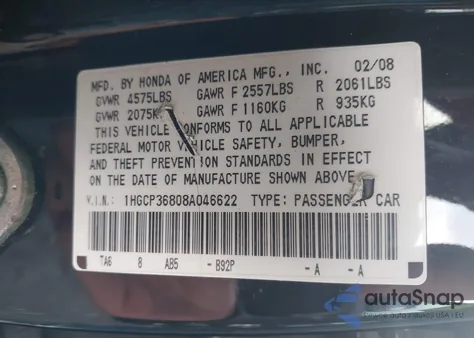 MFD. BY HONDA OF AMERICA MFG., INC. 02/08
GVWR 4575LBS GAWR F 2557LBS R 2061LBS
GVWR 2075K GAWR F 1160KG R 935KG
THIS VEHICLE CONFORMS TO ALL APPLICABLE
FEDERAL MOTOR VEHICLE SAFETY, BUMPER,
AND THEFT PREVENTION STANDARDS IN EFFECT
ON THE DATE OF MANUFACTURE SHOWN ABOVE
V.I.N.: 1HGCP36808A046622 TYPE: PASSENGER CAR
TA6 8 AB5 - B92P - A - A
autoSnap